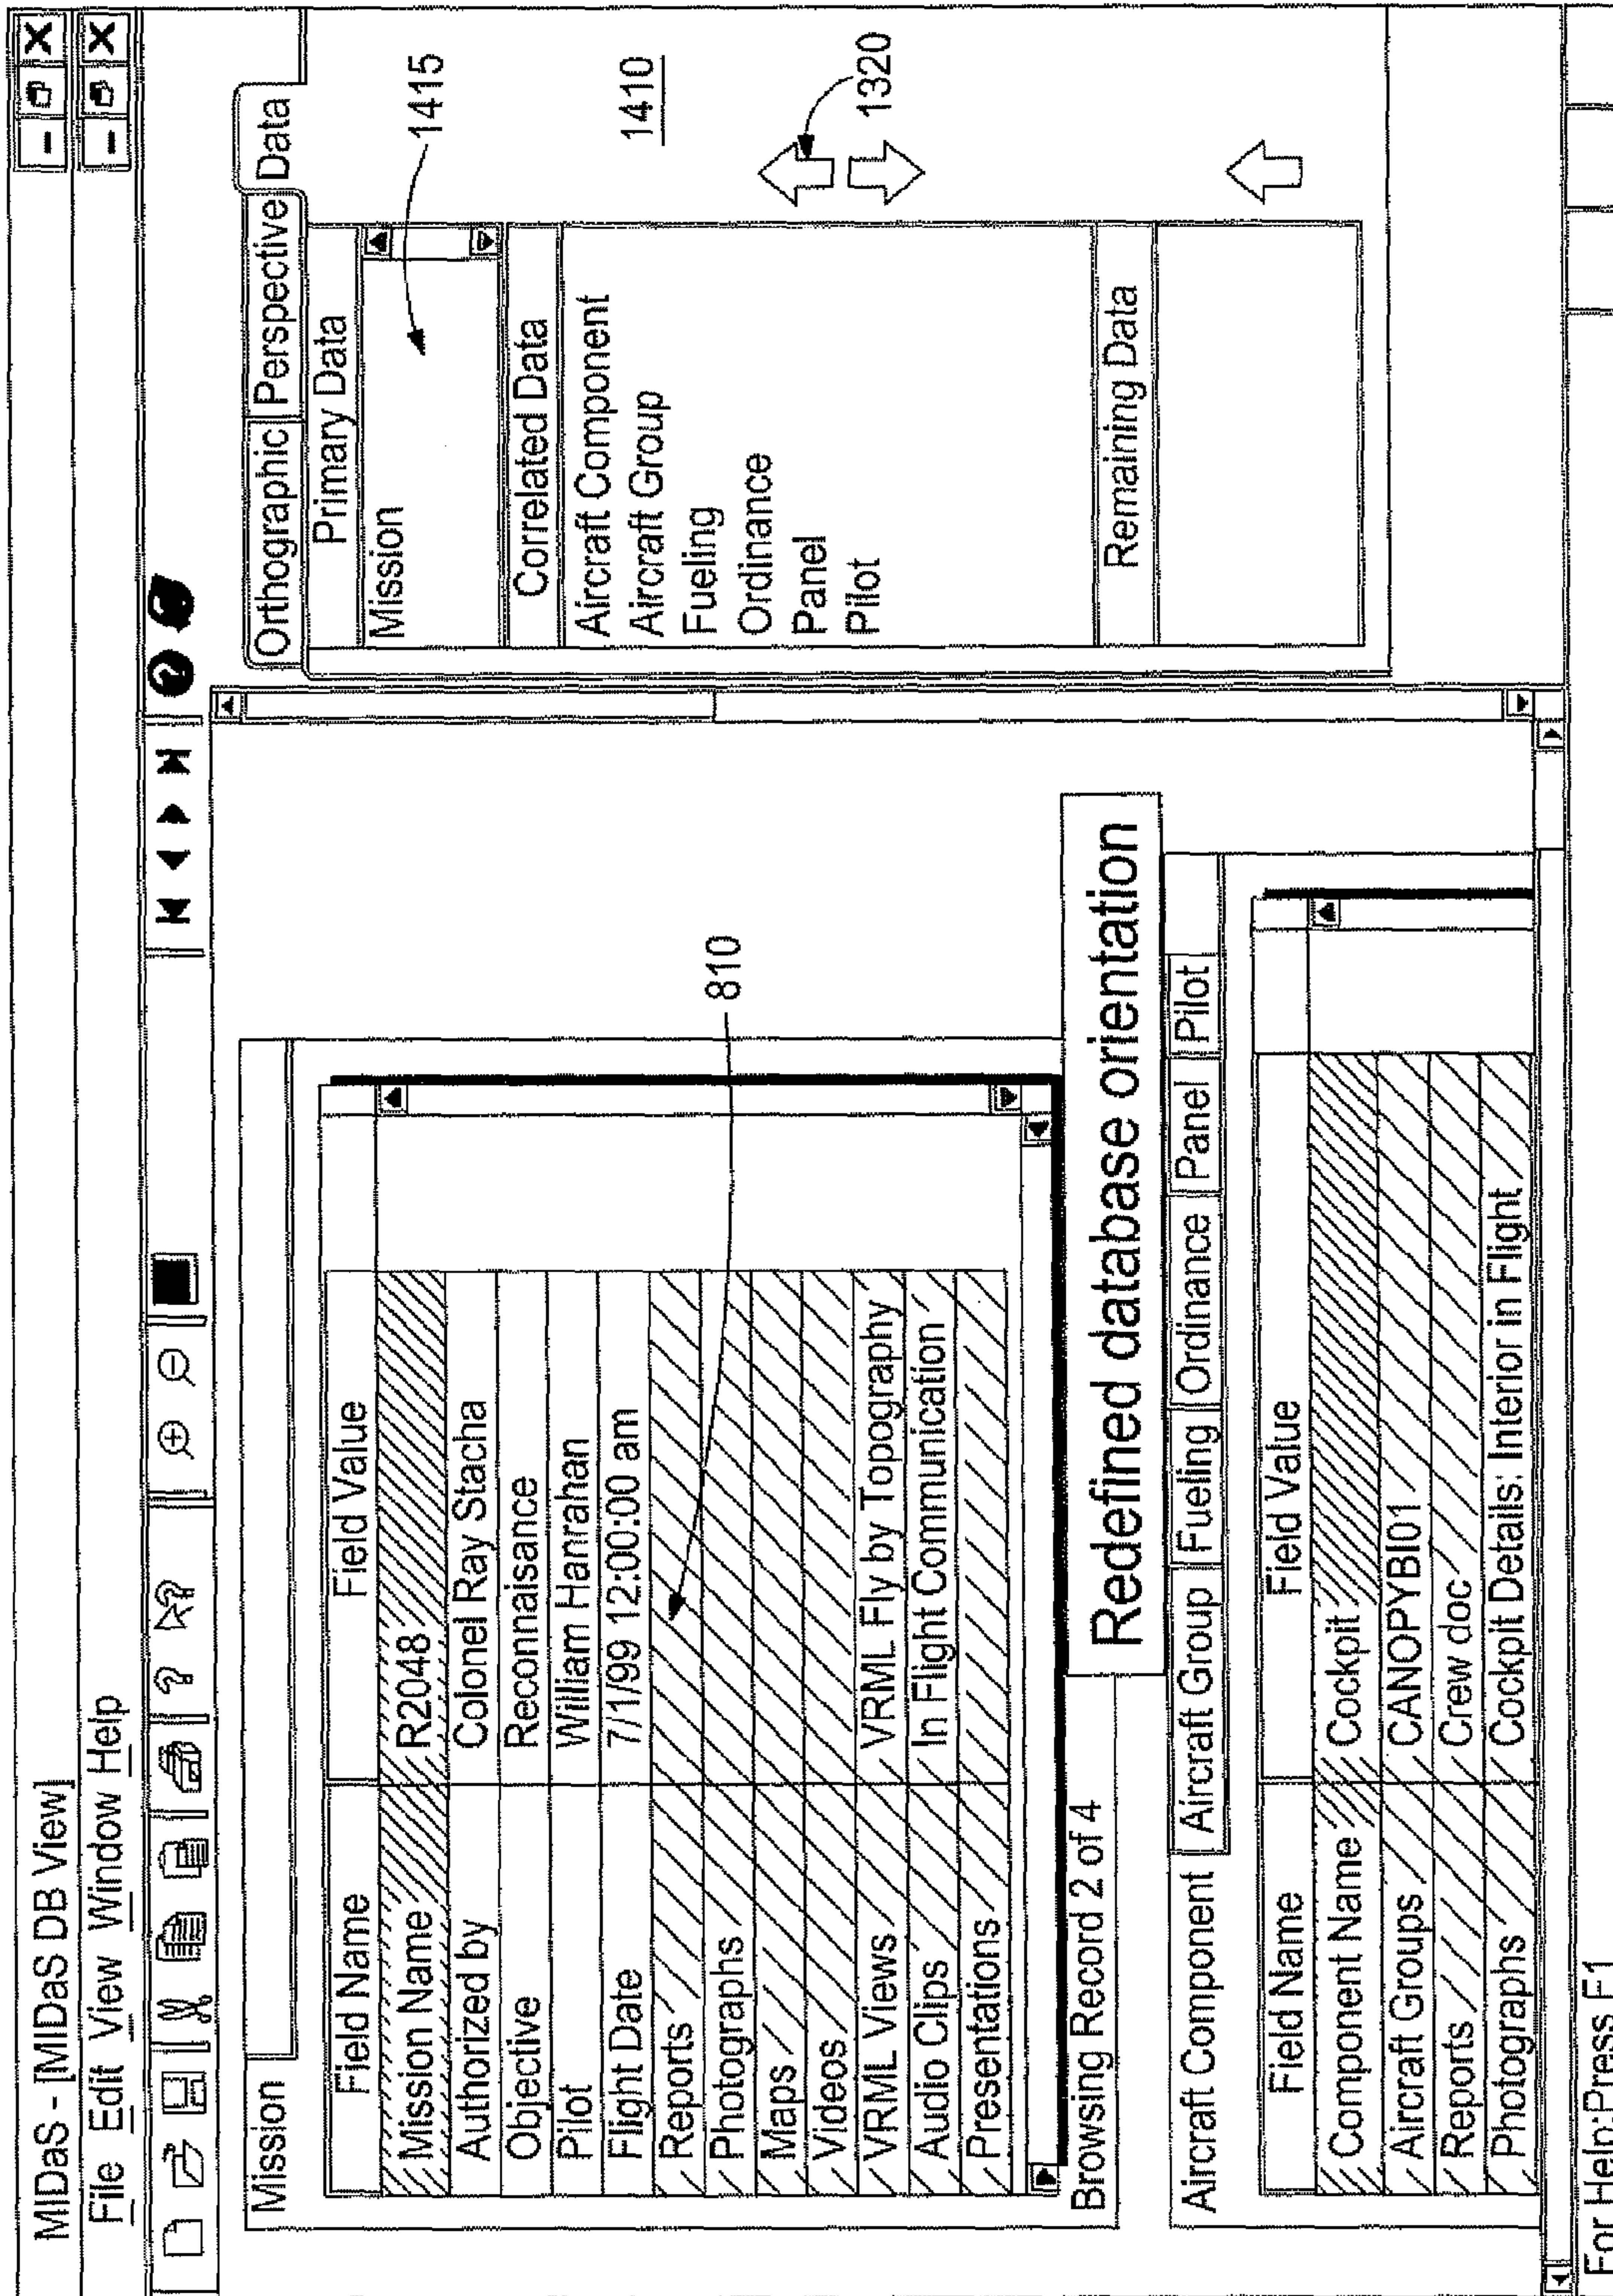 MIDaS - [MIDaS DB View]
File Edit View Window Help
Mission
Field Name Field Value
Mission Name R2048
Authorized by Colonel Ray Stacha
Objective Reconnaisance
Pilot William Hanrahan
Flight Date 7/1/99 12:00:00 am
Reports
Photographs
Maps
Videos
VRML Views VRML Fly by Topography
Audio Clips In Flight Communication
Presentations
810
Browsing Record 2 of 4
Redefined database orientation
Aircraft Component Aircraft Group Fueling Ordinance Panel Pilot
Field Name Field Value
Component Name Cockpit
Aircraft Groups CANOPYBI01
Reports Crew doc
Photographs Cockpit Details: Interior in Flight
Orthographic Perspective Data
Primary Data
Mission
1415
Correlated Data
1410
Aircraft Component
Aircraft Group
Fueling
Ordinance
Panel
Pilot
1320
Remaining Data
For Help:Press F1